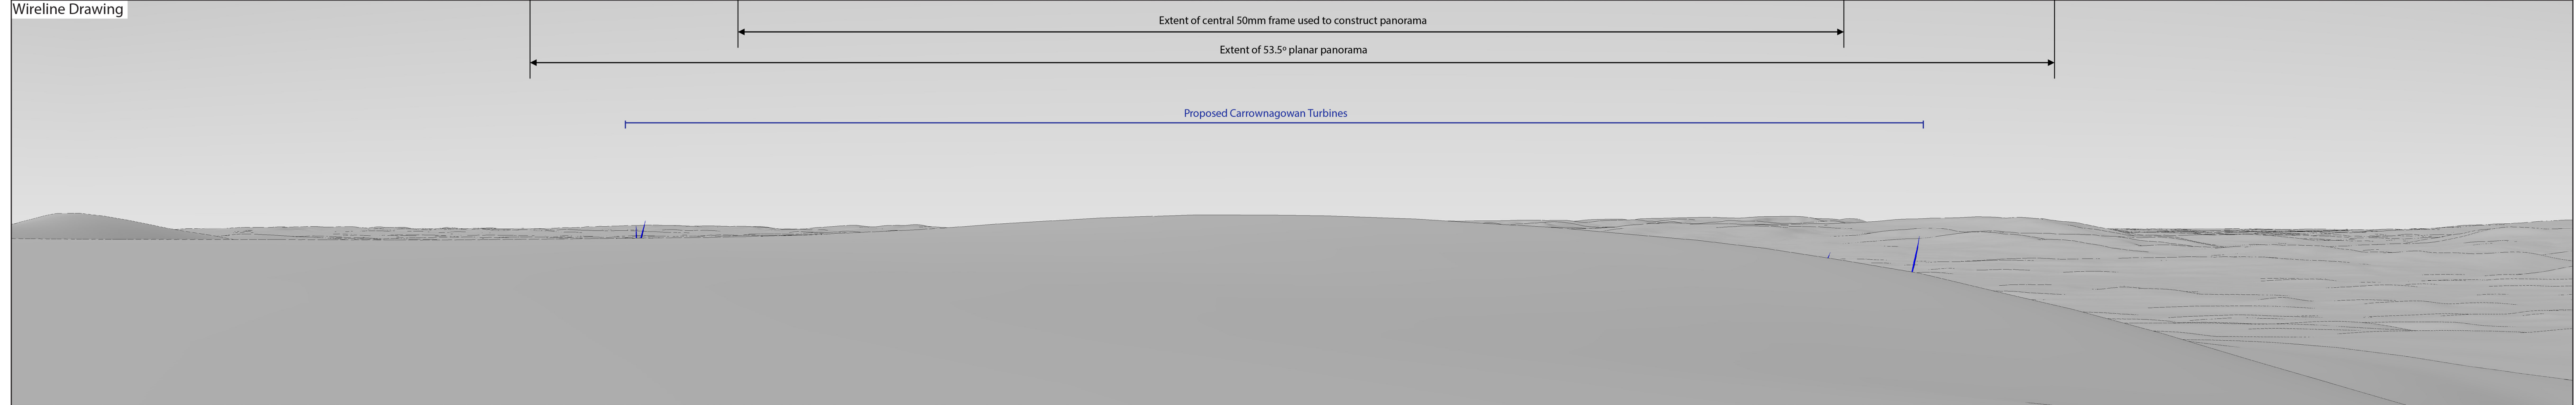 Wireline Drawing
Extent of central 50mm frame used to construct panorama
Extent of 53.5º planar panorama
Proposed Carrownagowan Turbines